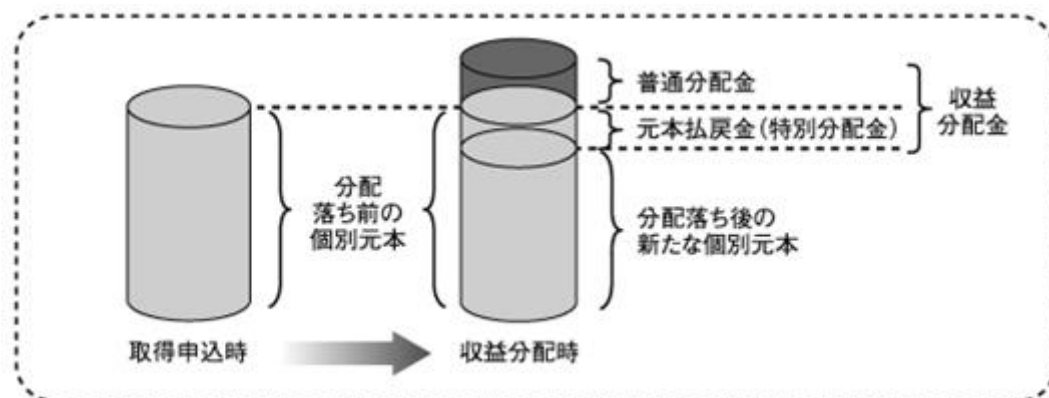 普通分配金
収益
分配金
元本払戻金(特別分配金)
分配
落ち前の
個別元本
分配落ち後の
新たな個別元本
取得申込時
収益分配時